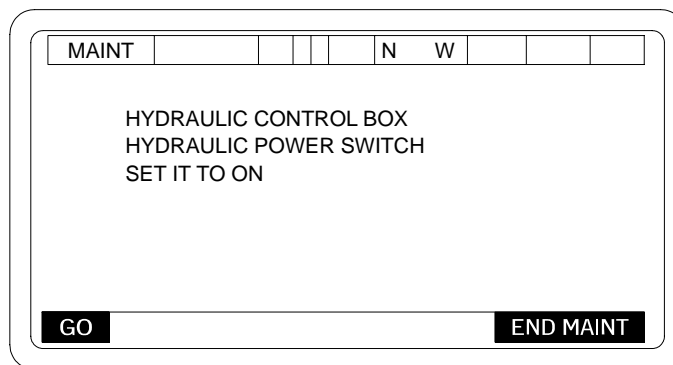 MAINT N W
HYDRAULIC CONTROL BOX
HYDRAULIC POWER SWITCH
SET IT TO ON
GO END MAINT